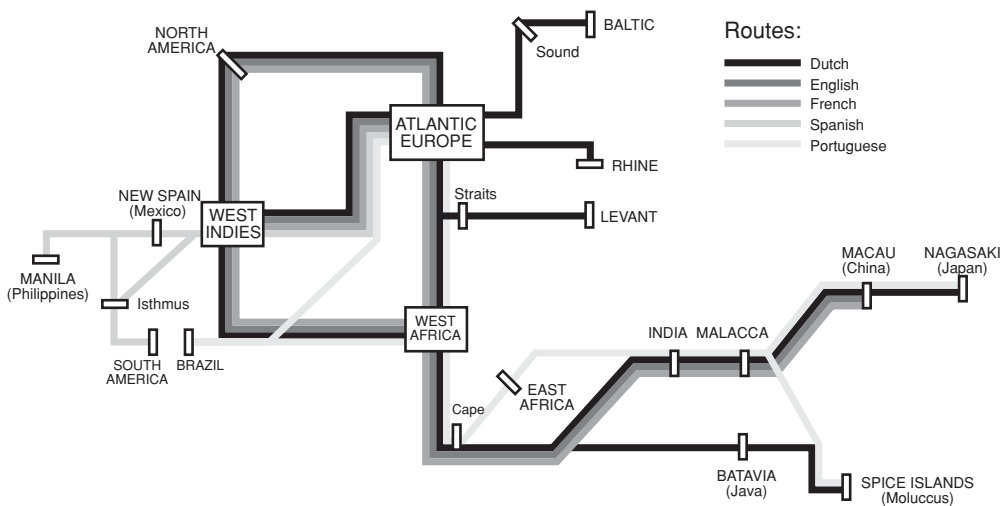 NORTH
AMERICA
BALTIC
Sound
Routes:
Dutch
English
French
Spanish
Portuguese
ATLANTIC
EUROPE
RHINE
Straits
LEVANT
NEW SPAIN
(Mexico)
WEST
INDIES
MANILA
(Philippines)
Isthmus
SOUTH
AMERICA
BRAZIL
WEST
AFRICA
MACAU
(China)
NAGASAKI
(Japan)
INDIA
MALACCA
EAST
AFRICA
Cape
BATAVIA
(Java)
SPICE ISLANDS
(Moluccus)